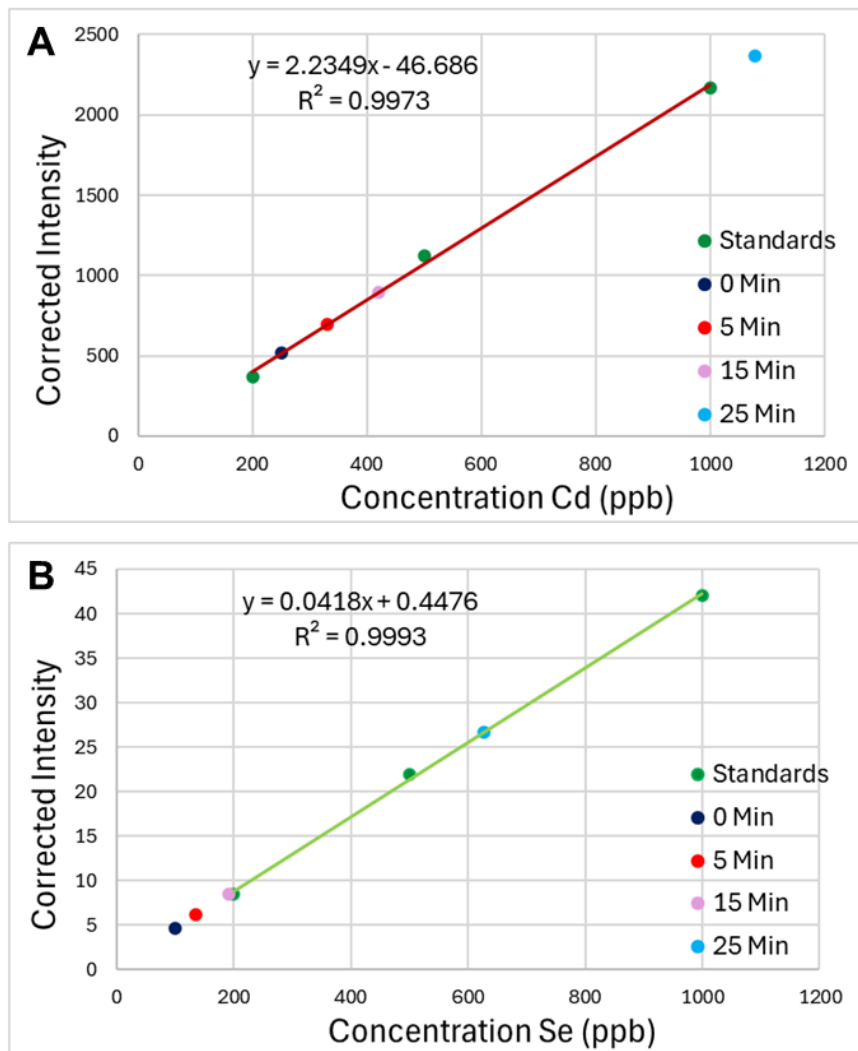 A
2500
2000
1500
1000
500
0
y = 2.2349x - 46.686
R² = 0.9973
Standards
0 Min
5 Min
15 Min
25 Min
0 200 400 600 800 1000 1200
Corrected Intensity
Concentration Cd (ppb)
B
45
40
35
30
25
20
15
10
5
0
y = 0.0418x + 0.4476
R² = 0.9993
Standards
0 Min
5 Min
15 Min
25 Min
0 200 400 600 800 1000 1200
Corrected Intensity
Concentration Se (ppb)